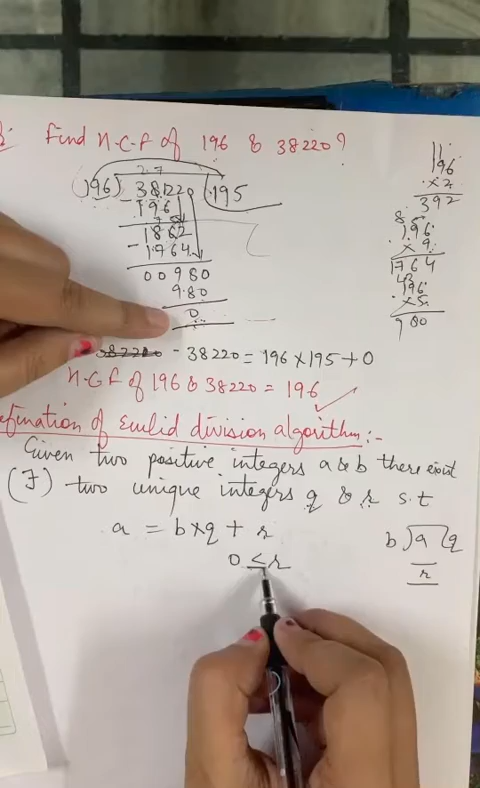 Find H.C.F of 196 & 38220?
196) 38220 (195
- 196
1862
- 1764
00980
980
0
196
×2
392
196
×9
1764
196
×5
980
- 38220 = 196×195+0
H.C.F of 196 & 38220 = 196
Defination of Euclid division algorithm:-
Given two positive integers a & b there exist
(∃) two unique integers q & r s.t
a = b×q + r
0 ≤ r
b) a (q
r